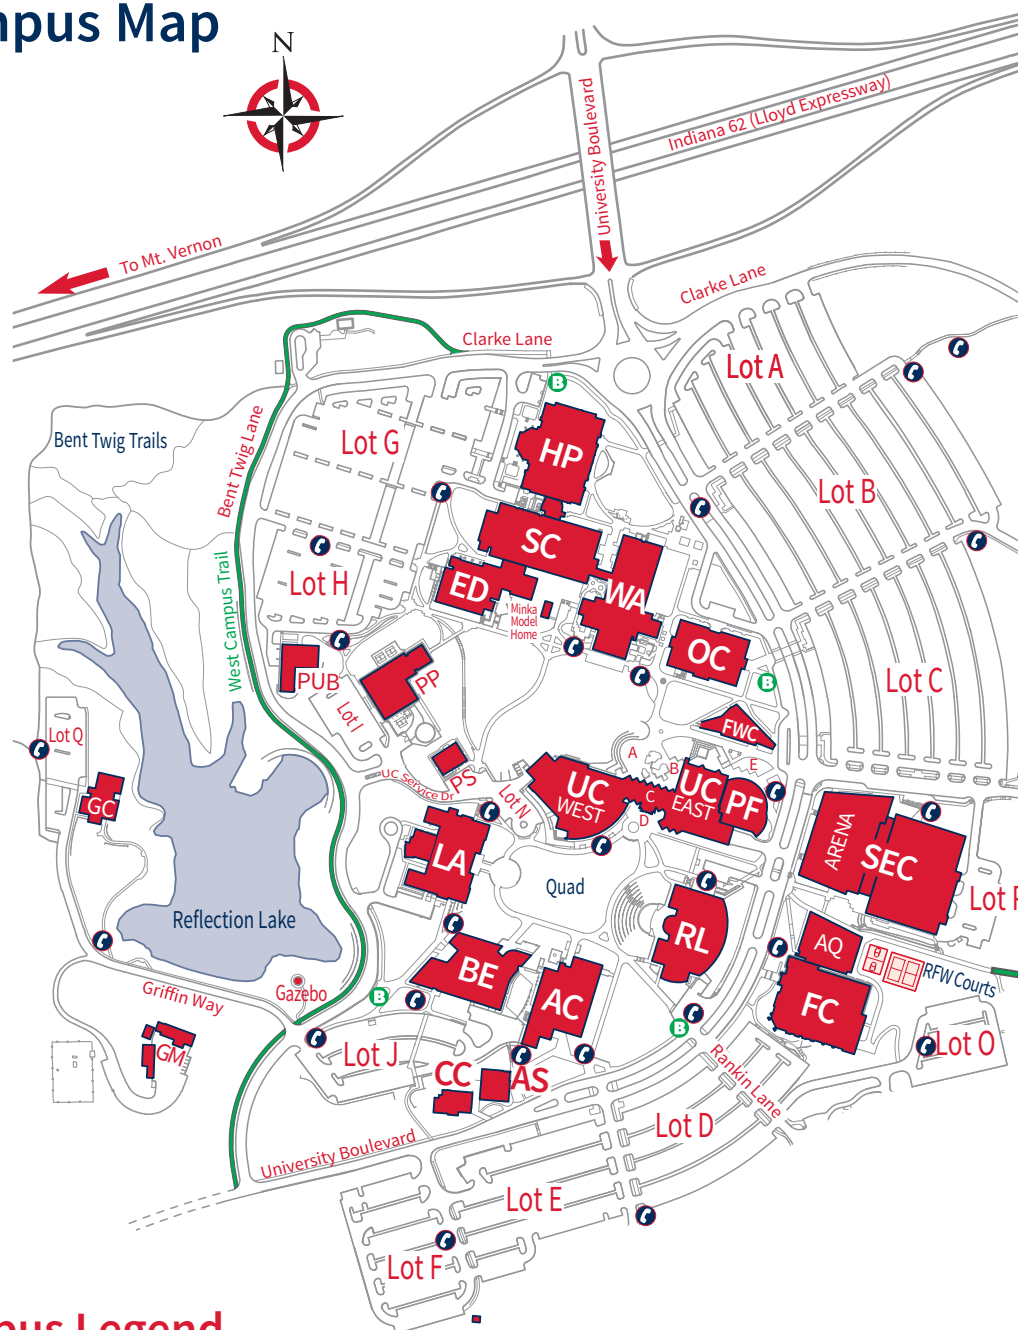 mpus Map
N
University Boulevard
Indiana 62 (Lloyd Expressway)
To Mt. Vernon
Clarke Lane
Clarke Lane
Lot A
B
Bent Twig Lane
Bent Twig Trails
Lot G
HP
Lot B
SC
West Campus Trail
Lot H
ED
WA
Minka
Model
Home
OC
PUB
PP
B
Lot C
Lot I
FWC
Lot Q
A
B
E
PS
UC Service Dr
Lot N
UC
WEST
C
UC
EAST
PF
D
GC
ARENA
SEC
LA
Quad
Lot P
Reflection Lake
RL
AQ
RFW Courts
BE
Gazebo
B
AC
FC
Griffin Way
B
GM
Lot J
Lot O
CC
AS
Rankin Lane
Lot D
University Boulevard
Lot E
Lot F
pus Legend